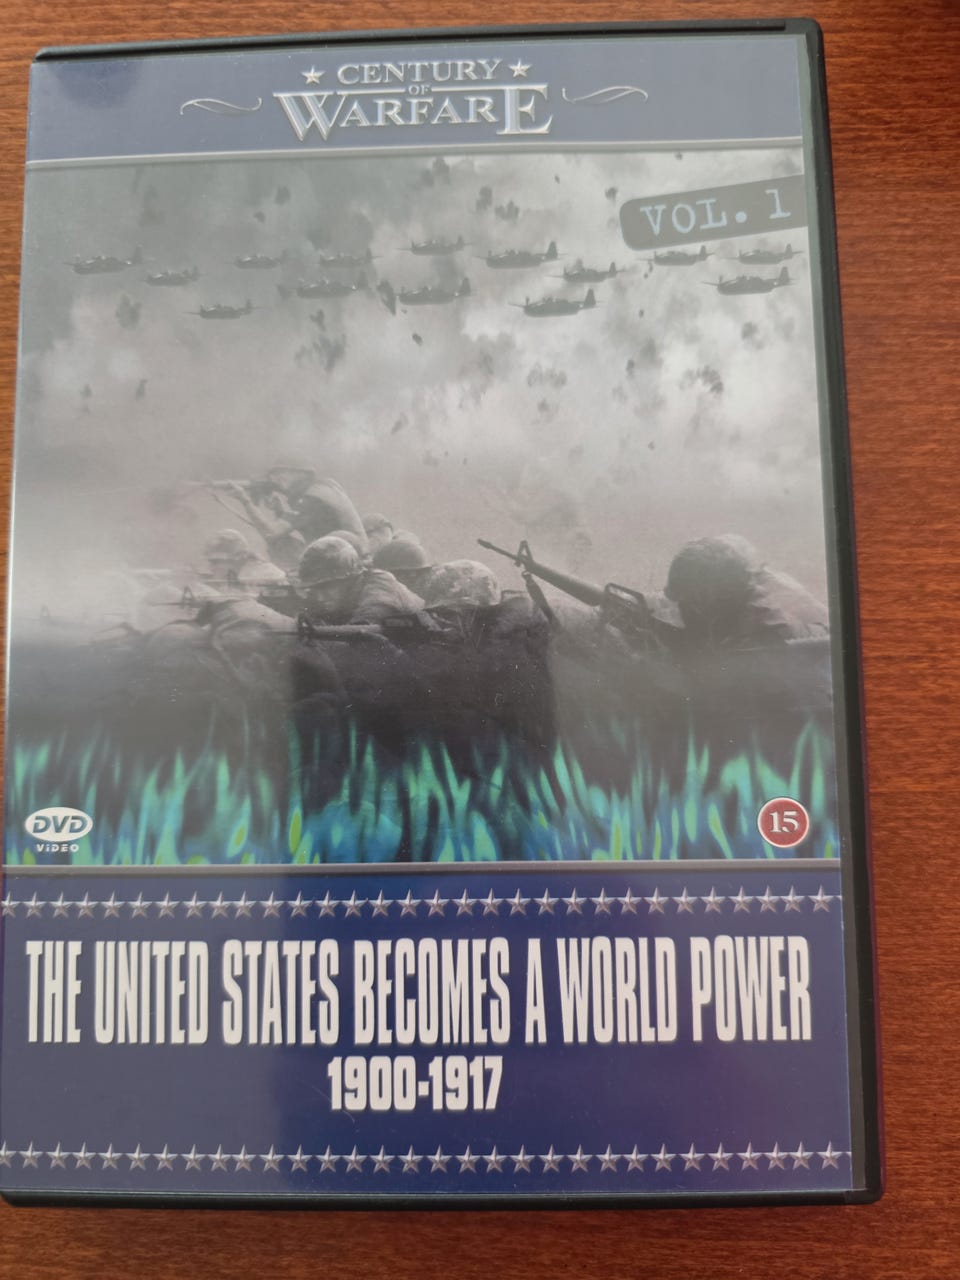 CENTURY
OF
WARFARE
VOL. 1
DVD
VIDEO
15
THE UNITED STATES BECOMES A WORLD POWER
1900-1917